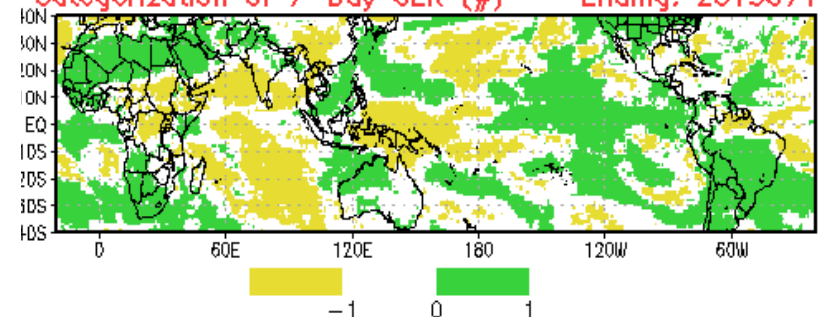 Categorization of 7 Day OLR (#) Ending:
40N
30N
20N
10N
EQ
10S
20S
30S
40S
0 60E 120E 180 120W 60W
-1 0 1